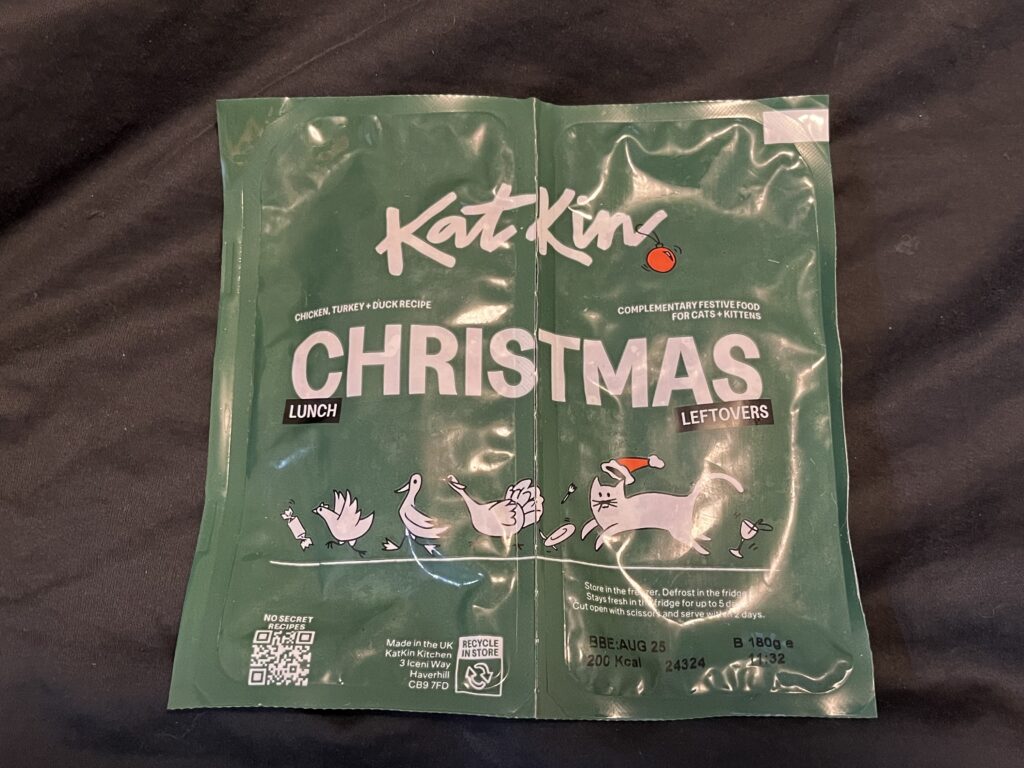 KatKin
CHICKEN, TURKEY + DUCK RECIPE
COMPLEMENTARY FESTIVE FOOD
FOR CATS + KITTENS
CHRISTMAS
LUNCH
LEFTOVERS
Store in the freezer. Defrost in the fridge.
Stays fresh in the fridge for up to 5
Cut open with scissors and serve within 2 days.
NO SECRET
RECIPES
Made in the UK
KatKin Kitchen
3 Iceni Way
Haverhill
CB9 7FD
RECYCLE
IN STORE
BBE:AUG 25
B 180g e
200 Kcal
24324
11:32